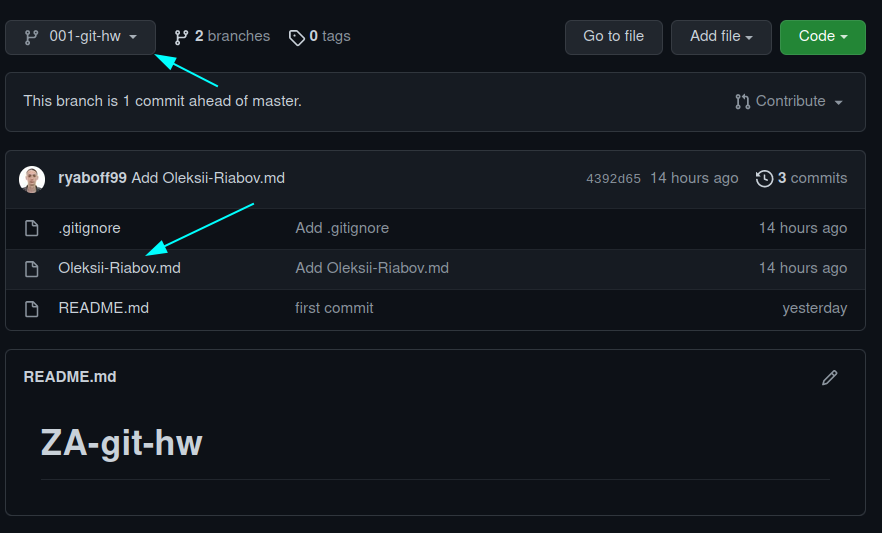 001-git-hw 2 branches 0 tags Go to file Add file Code
This branch is 1 commit ahead of master. Contribute
ryaboff99 Add Oleksii-Riabov.md 4392d65 14 hours ago 3 commits
.gitignore Add .gitignore 14 hours ago
Oleksii-Riabov.md Add Oleksii-Riabov.md 14 hours ago
README.md first commit yesterday
README.md
ZA-git-hw